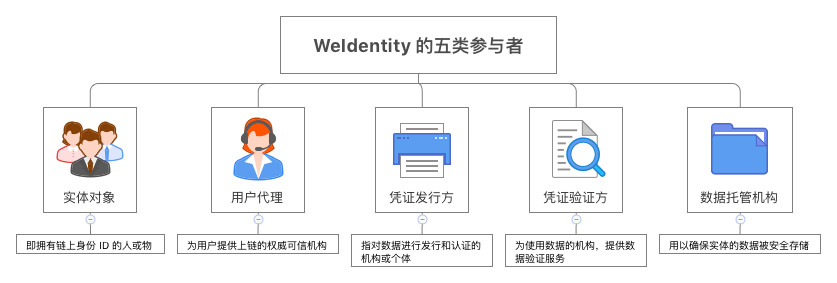 WeIdentity 的五类参与者
实体对象
用户代理
凭证发行方
凭证验证方
数据托管机构
即拥有链上身份 ID 的人或物
为用户提供上链的权威可信机构
指对数据进行发行和认证的
机构或个体
为使用数据的机构，提供数
据验证服务
用以确保实体的数据被安全存储